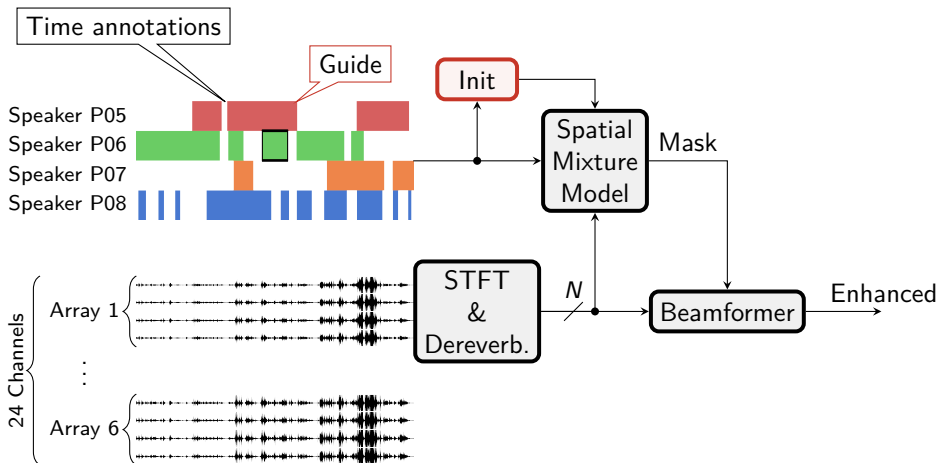 Time annotations
Guide
Init
Speaker P05
Speaker P06
Speaker P07
Speaker P08
Spatial
Mixture
Model
Mask
24 Channels
Array 1
⋮
Array 6
STFT
&
Dereverb.
N
Beamformer
Enhanced